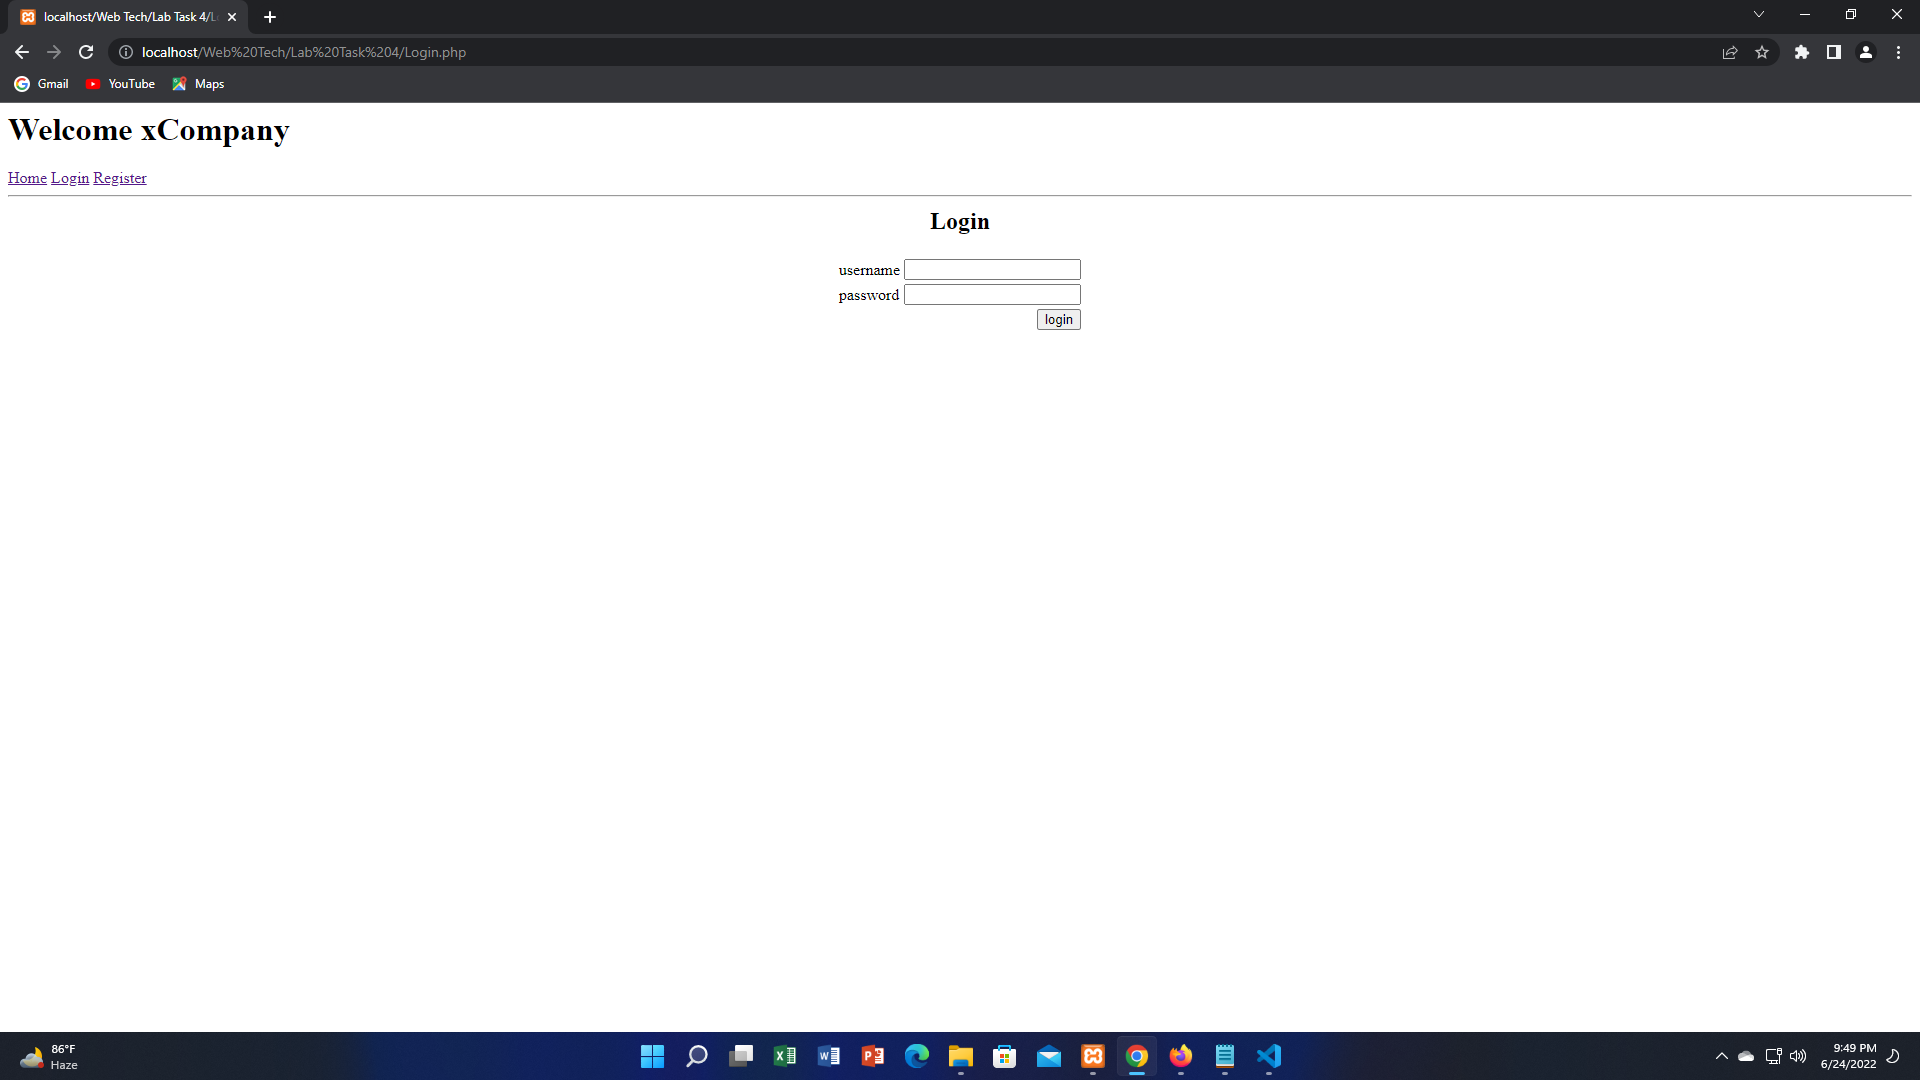 localhost/Web Tech/Lab Task 4/L
localhost/Web%20Tech/Lab%20Task%204/Login.php
Gmail YouTube Maps
Welcome xCompany
Home Login Register
Login
username
password
login
86°F
Haze
9:49 PM
6/24/2022